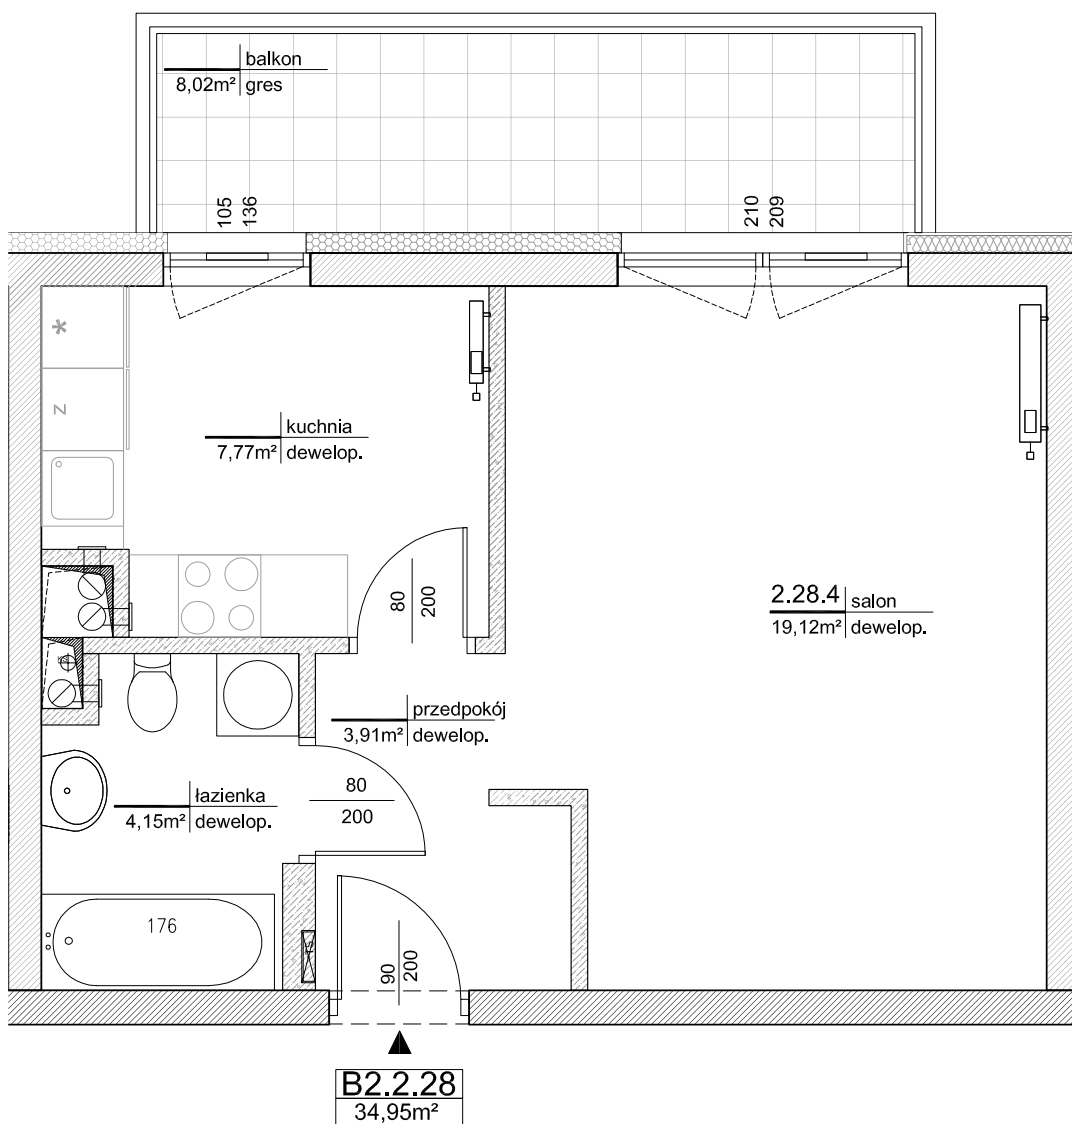 balkon
8,02m² gres
105
136
210
209
*
z
kuchnia
7,77m² dewelop.
80
200
2.28.4 salon
19,12m² dewelop.
przedpokój
3,91m² dewelop.
łazienka
4,15m² dewelop.
80
200
176
90
200
B2.2.28
34,95m²